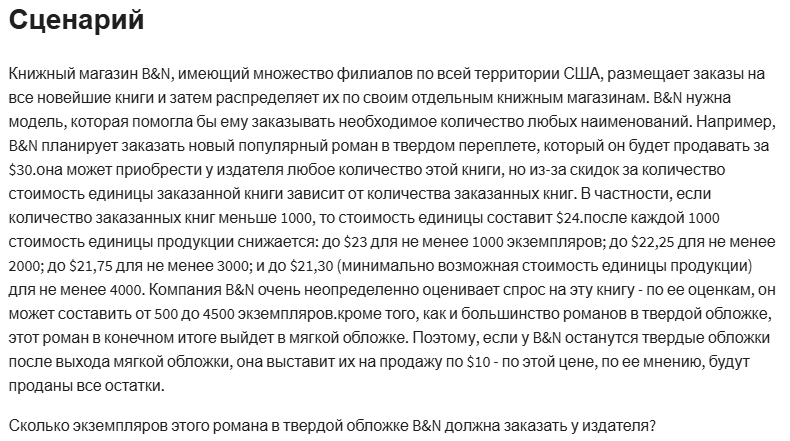 Сценарий
Книжный магазин B&N, имеющий множество филиалов по всей территории США, размещает заказы на
все новейшие книги и затем распределяет их по своим отдельным книжным магазинам. B&N нужна
модель, которая помогла бы ему заказывать необходимое количество любых наименований. Например,
B&N планирует заказать новый популярный роман в твердом переплете, который он будет продавать за
$30.она может приобрести у издателя любое количество этой книги, но из-за скидок за количество
стоимость единицы заказанной книги зависит от количества заказанных книг. В частности, если
количество заказанных книг меньше 1000, то стоимость единицы составит $24.после каждой 1000
стоимость единицы продукции снижается: до $23 для не менее 1000 экземпляров; до $22,25 для не менее
2000; до $21,75 для не менее 3000; и до $21,30 (минимально возможная стоимость единицы продукции)
для не менее 4000. Компания B&N очень неопределенно оценивает спрос на эту книгу - по ее оценкам, он
может составить от 500 до 4500 экземпляров.кроме того, как и большинство романов в твердой обложке,
этот роман в конечном итоге выйдет в мягкой обложке. Поэтому, если у B&N останутся твердые обложки
после выхода мягкой обложки, она выставит их на продажу по $10 - по этой цене, по ее мнению, будут
проданы все остатки.
Сколько экземпляров этого романа в твердой обложке B&N должна заказать у издателя?